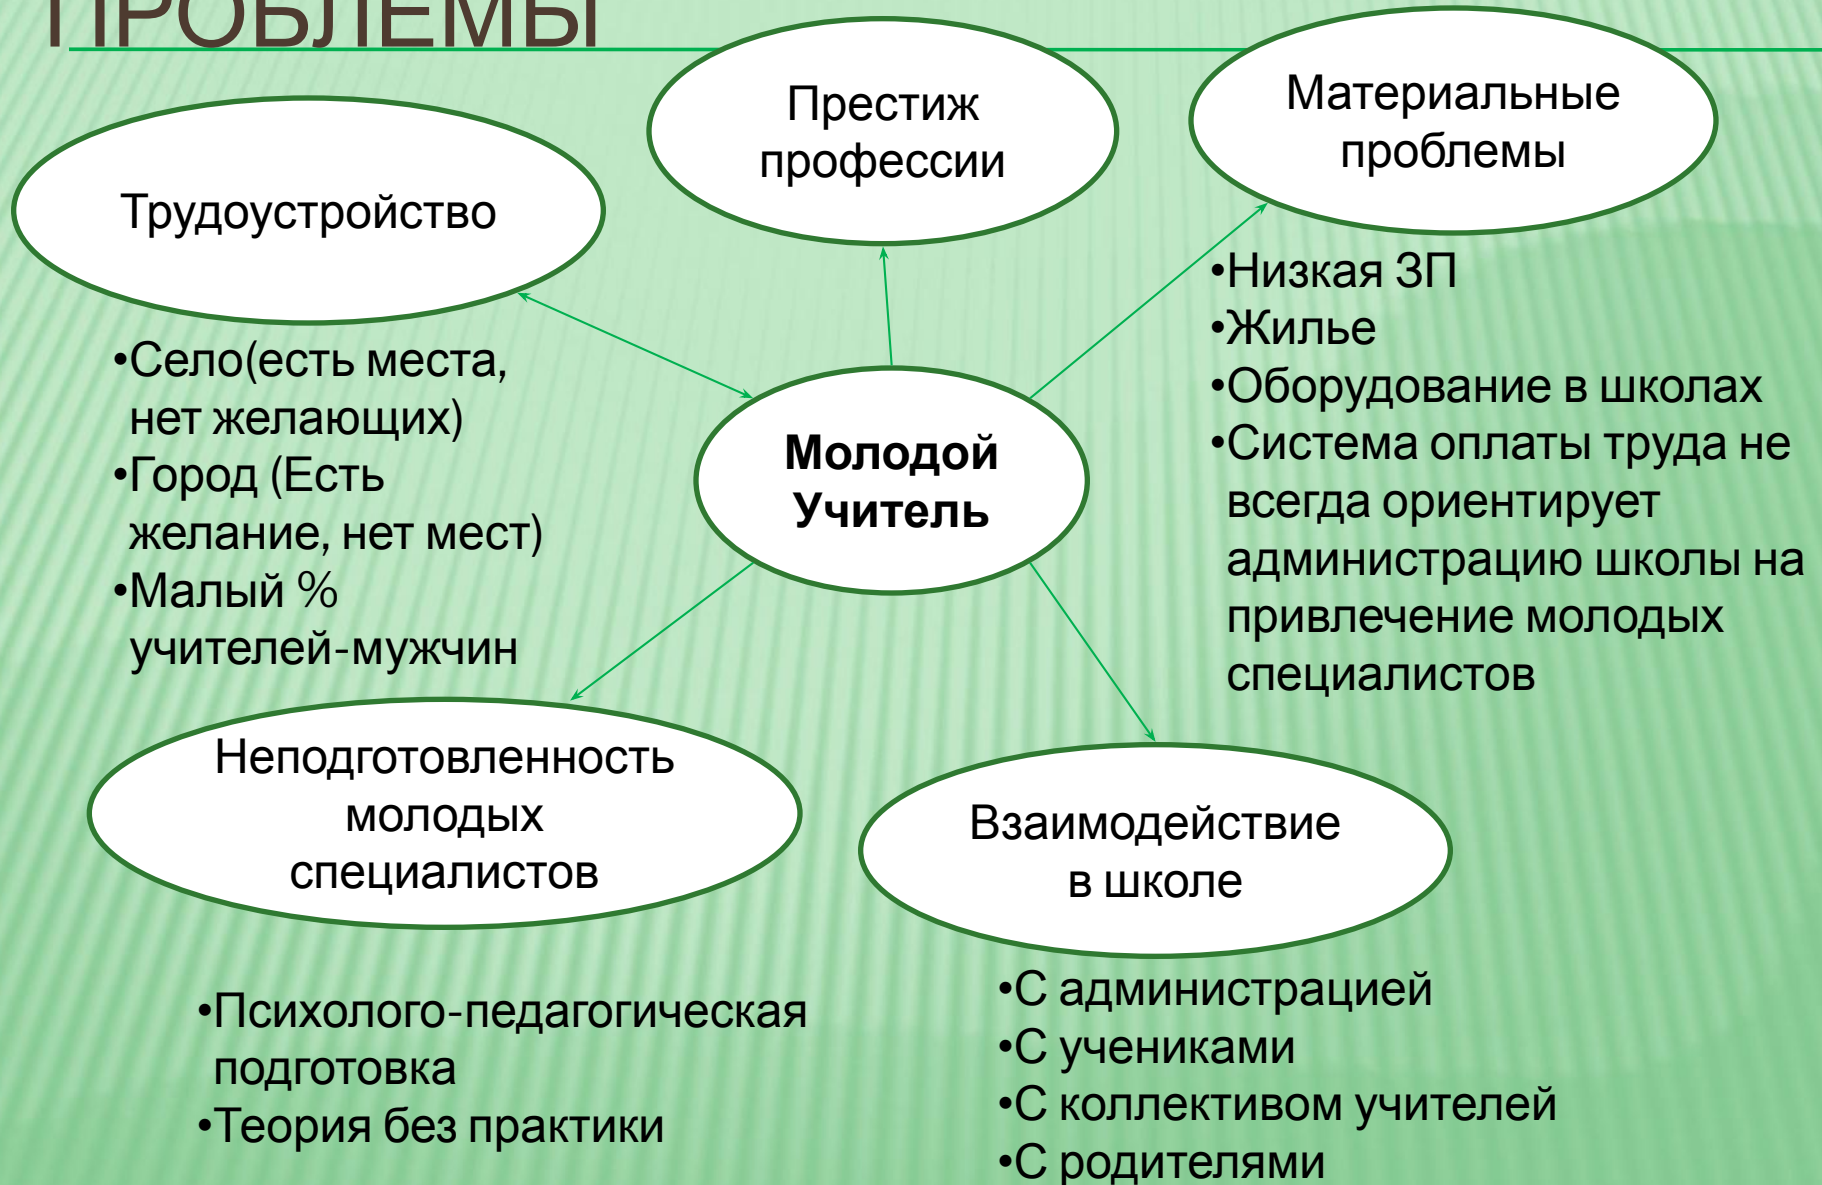 ПРОБЛЕМЫ
Престиж
профессии
Материальные
проблемы
Трудоустройство
•Село(есть места,
нет желающих)
•Город (Есть
желание, нет мест)
•Малый %
учителей-мужчин
•Низкая ЗП
•Жилье
•Оборудование в школах
•Система оплаты труда не
всегда ориентирует
администрацию школы на
привлечение молодых
специалистов
Молодой
Учитель
Неподготовленность
молодых
специалистов
•Психолого-педагогическая
подготовка
•Теория без практики
Взаимодействие
в школе
•С администрацией
•С учениками
•С коллективом учителей
•С родителями